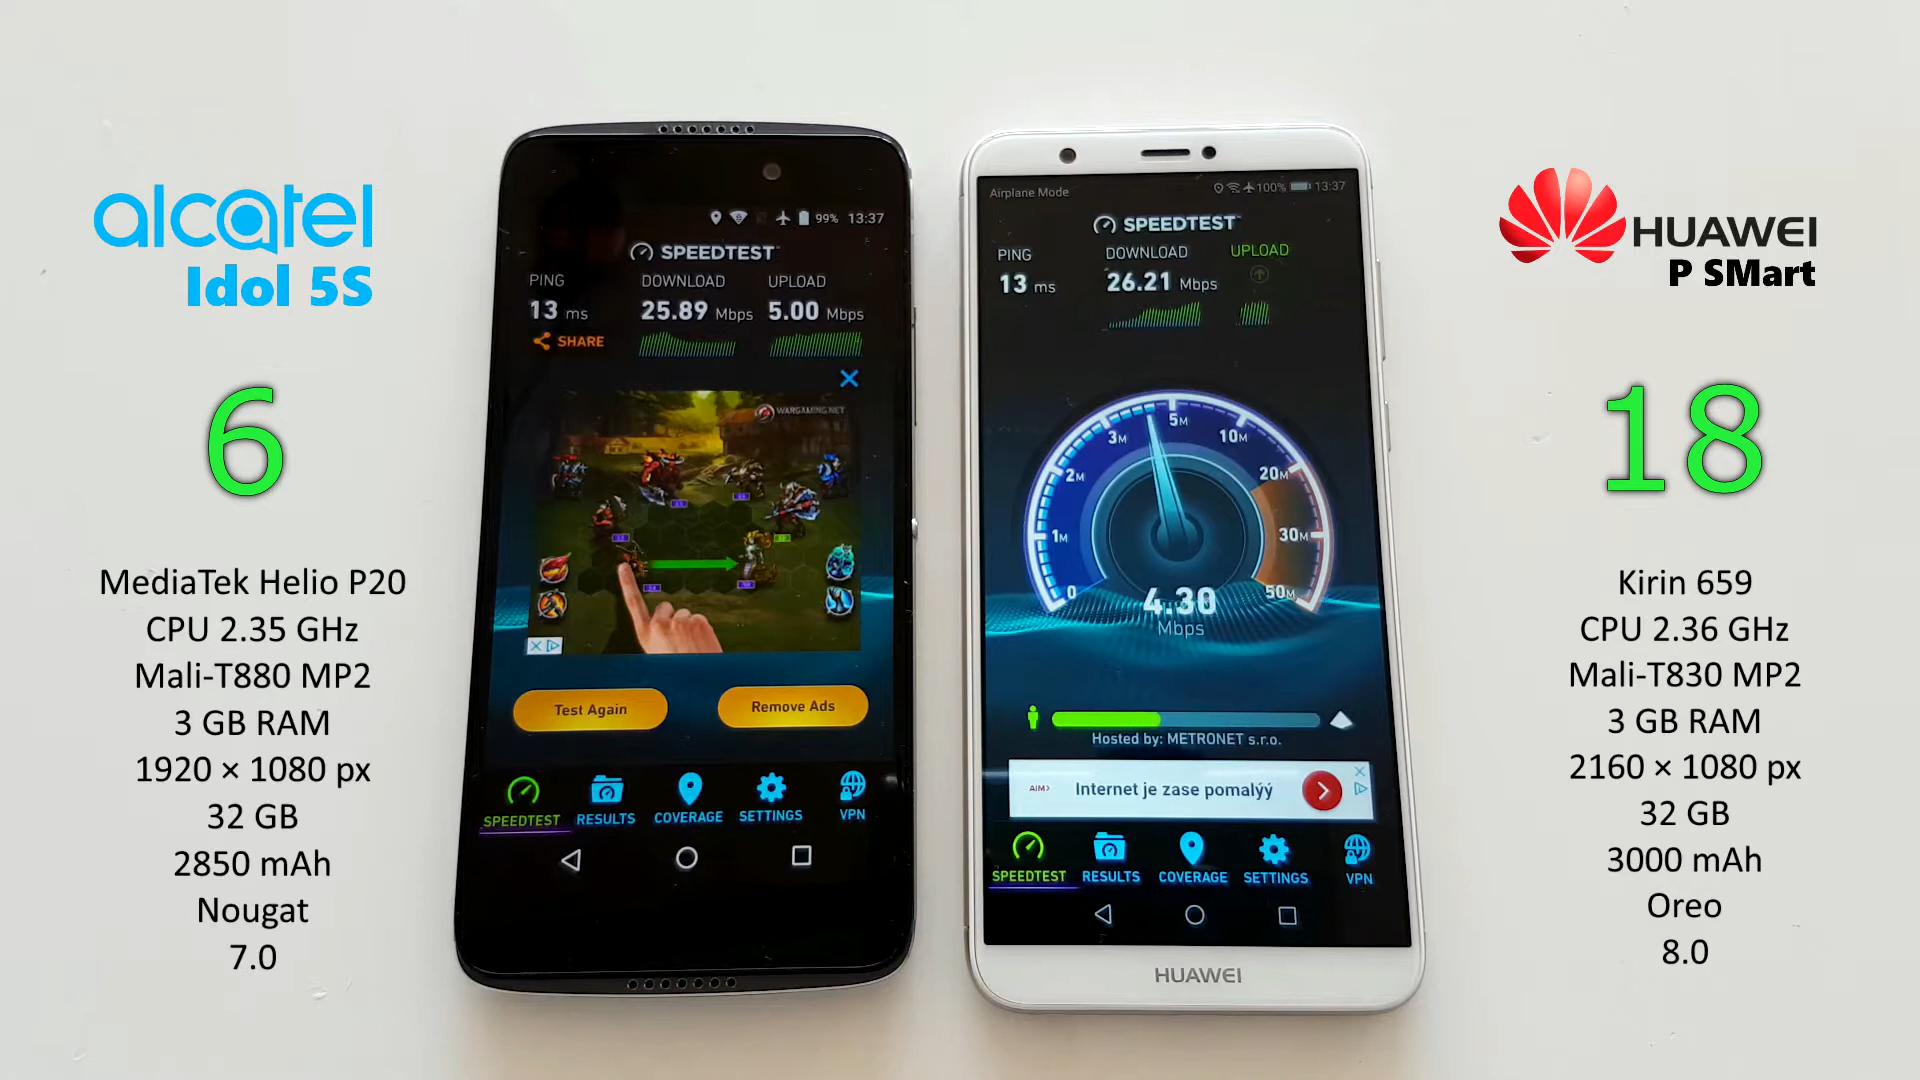 alcatel
Idol 5S
6
MediaTek Helio P20
CPU 2.35 GHz
Mali-T880 MP2
3 GB RAM
1920 × 1080 px
32 GB
2850 mAh
Nougat
7.0
99% 13:37
SPEEDTEST
PING DOWNLOAD UPLOAD
13 ms 25.89 Mbps 5.00 Mbps
SHARE
WARGAMING.NET
Test Again Remove Ads
SPEEDTEST RESULTS COVERAGE SETTINGS VPN
Airplane Mode 100% 13:37
SPEEDTEST
PING DOWNLOAD UPLOAD
13 ms 26.21 Mbps
0 1M 2M 3M 5M 10M 20M 30M 50M
4.30
Mbps
Hosted by: METRONET s.r.o.
AIM Internet je zase pomalýý
SPEEDTEST RESULTS COVERAGE SETTINGS VPN
HUAWEI
HUAWEI
P SMart
18
Kirin 659
CPU 2.36 GHz
Mali-T830 MP2
3 GB RAM
2160 × 1080 px
32 GB
3000 mAh
Oreo
8.0